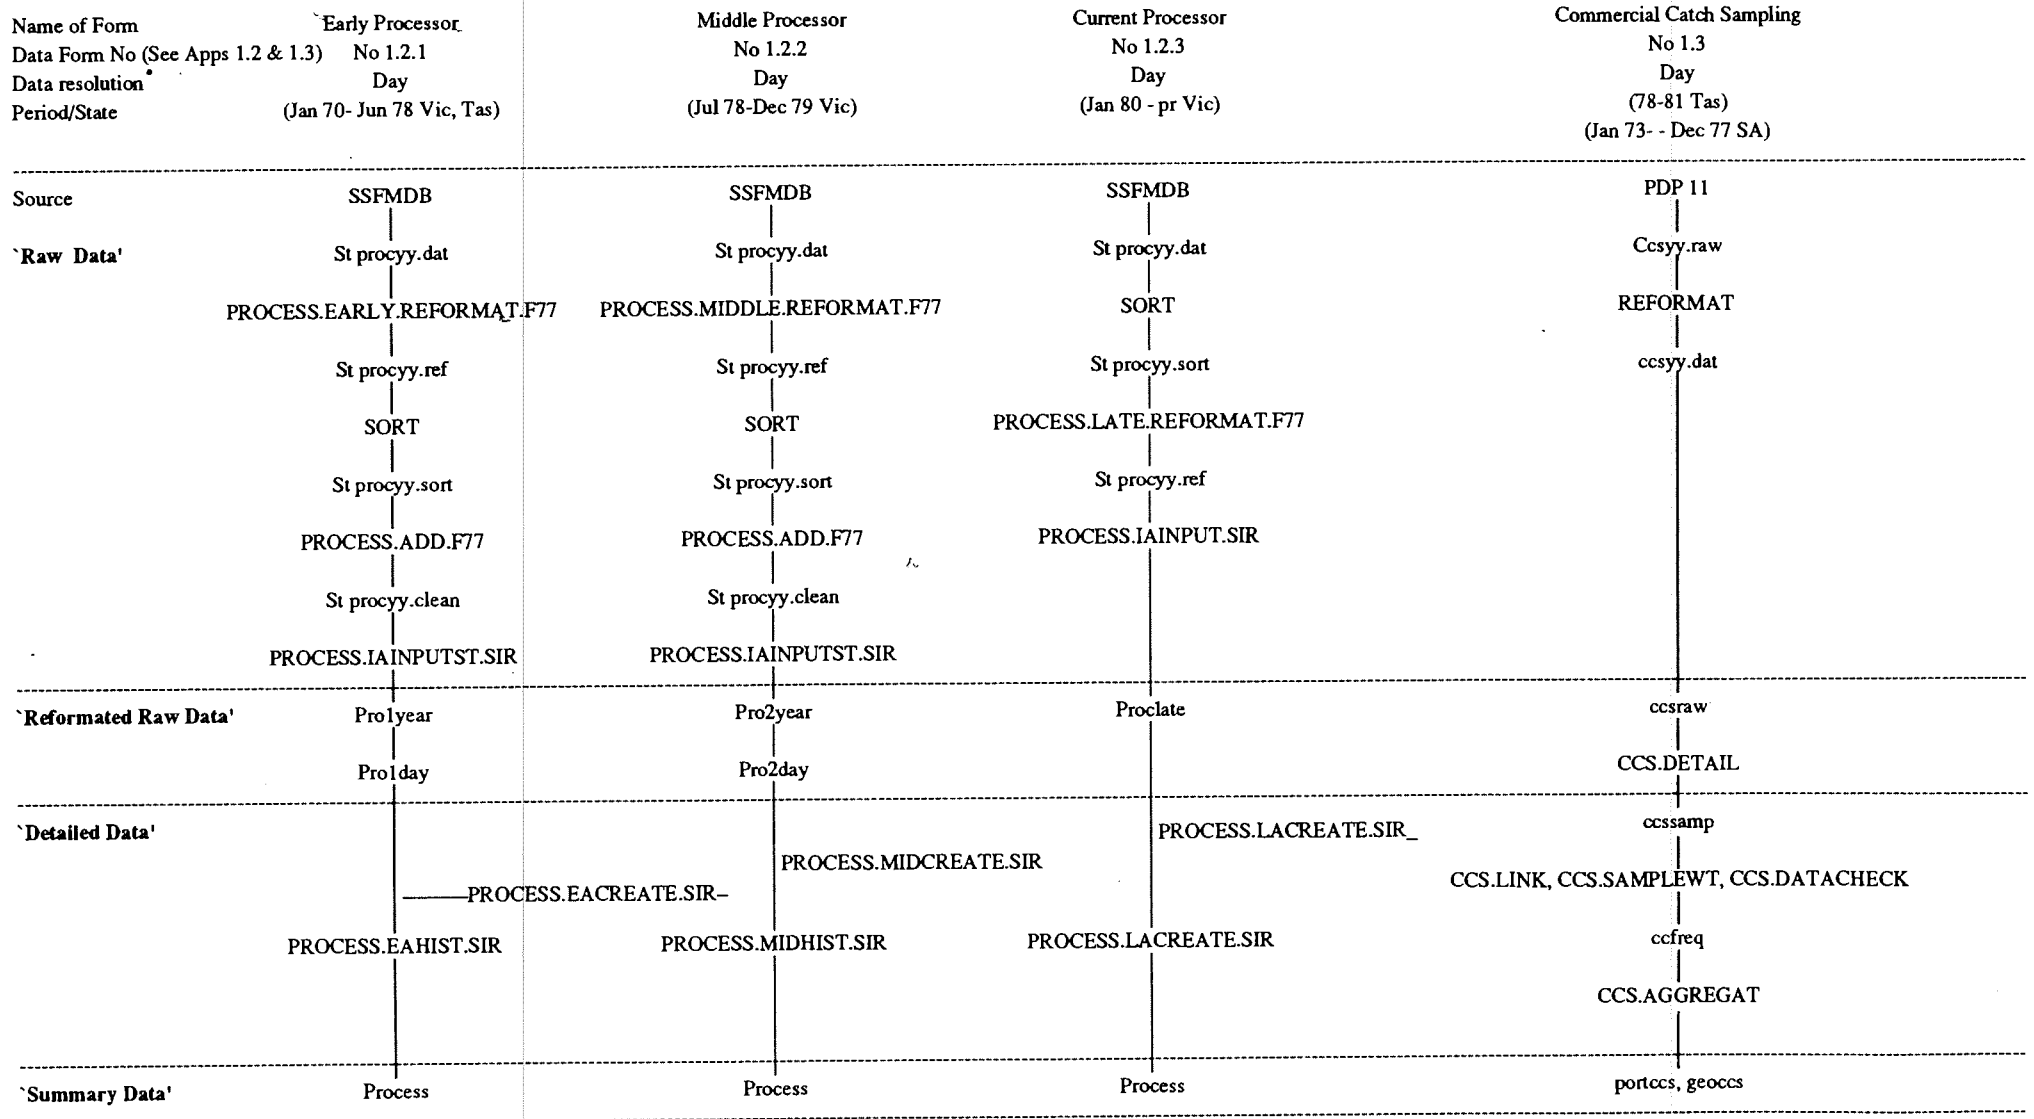 Name of Form Early Processor Middle Processor Current Processor Commercial Catch Sampling
Data Form No (See Apps 1.2 & 1.3) No 1.2.1 No 1.2.2 No 1.2.3 No 1.3
Data resolution Day Day Day Day
Period/State (Jan 70- Jun 78 Vic, Tas) (Jul 78-Dec 79 Vic) (Jan 80 - pr Vic) (78-81 Tas)
(Jan 73- - Dec 77 SA)
Source SSFMDB SSFMDB SSFMDB PDP 11
`Raw Data' St procyy.dat St procyy.dat St procyy.dat Ccsyy.raw
PROCESS.EARLY.REFORMAT.F77 PROCESS.MIDDLE.REFORMAT.F77 SORT REFORMAT
St procyy.ref St procyy.ref St procyy.sort ccsyy.dat
SORT SORT PROCESS.LATE.REFORMAT.F77
St procyy.sort St procyy.sort St procyy.ref
PROCESS.ADD.F77 PROCESS.ADD.F77 PROCESS.IAINPUT.SIR
St procyy.clean St procyy.clean
PROCESS.IAINPUTST.SIR PROCESS.IAINPUTST.SIR
`Reformated Raw Data' Pro1year Pro2year Proclate ccsraw
Pro1day Pro2day CCS.DETAIL
`Detailed Data' PROCESS.LACREATE.SIR_ ccssamp
PROCESS.MIDCREATE.SIR
PROCESS.EACREATE.SIR– CCS.LINK, CCS.SAMPLEWT, CCS.DATACHECK
PROCESS.EAHIST.SIR PROCESS.MIDHIST.SIR PROCESS.LACREATE.SIR ccfreq
CCS.AGGREGAT
`Summary Data' Process Process Process portccs, geoccs